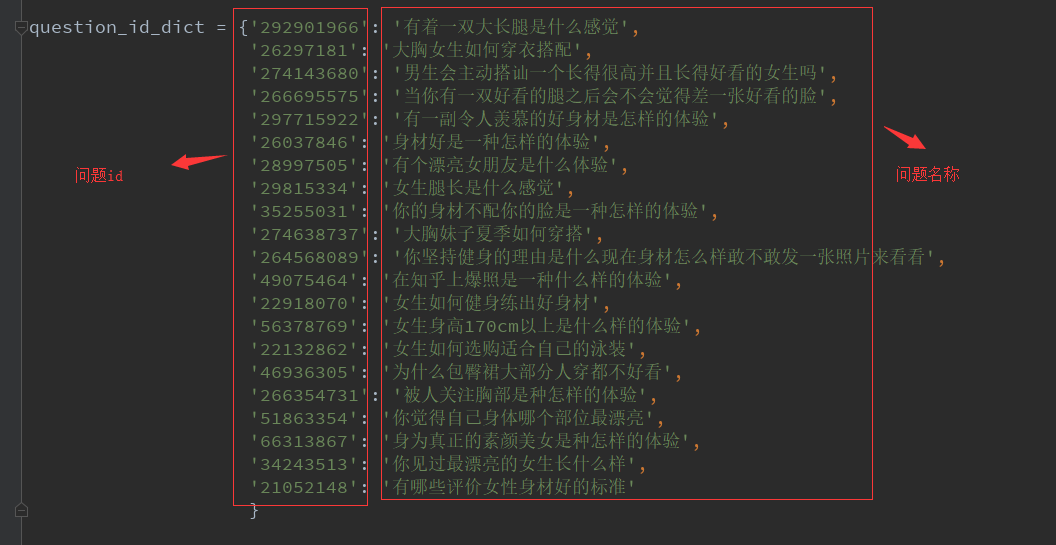 question_id_dict = {'292901966': '有着一双大长腿是什么感觉',
'26297181': '大胸女生如何穿衣搭配',
'274143680': '男生会主动搭讪一个长得很高并且长得好看的女生吗',
'266695575': '当你有一双好看的腿之后会不会觉得差一张好看的脸',
'297715922': '有一副令人羡慕的好身材是怎样的体验',
'26037846': '身材好是一种怎样的体验',
'28997505': '有个漂亮女朋友是什么体验',
'29815334': '女生腿长是什么感觉',
'35255031': '你的身材不配你的脸是一种怎样的体验',
'274638737': '大胸妹子夏季如何穿搭',
'264568089': '你坚持健身的理由是什么现在身材怎么样敢不敢发一张照片来看看',
'49075464': '在知乎上爆照是一种什么样的体验',
'22918070': '女生如何健身练出好身材',
'56378769': '女生身高170cm以上是什么样的体验',
'22132862': '女生如何选购适合自己的泳装',
'46936305': '为什么包臀裙大部分人穿都不好看',
'266354731': '被人关注胸部是种怎样的体验',
'51863354': '你觉得自己身体哪个部位最漂亮',
'66313867': '身为真正的素颜美女是种怎样的体验',
'34243513': '你见过最漂亮的女生长什么样',
'21052148': '有哪些评价女性身材好的标准'
}
问题id
问题名称